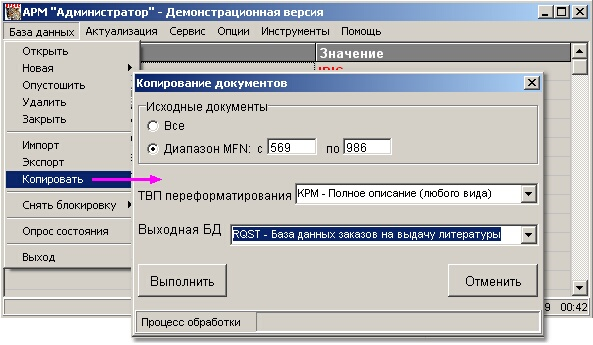 АРМ "Администратор" - Демонстрационная версия
База данных Актуализация Сервис Опции Инструменты Помощь
Открыть
Новая
Опустошить
Удалить
Закрыть
Импорт
Экспорт
Копировать
Снять блокировку
Опрос состояния
Выход
Значение
Копирование документов
Исходные документы
Все
Диапазон MFN: с 569 по 986
ТВП переформатирования КРМ - Полное описание (любого вида)
Выходная БД RQST - База данных заказов на выдачу литературы
Выполнить Отменить
Процесс обработки
9 00:42